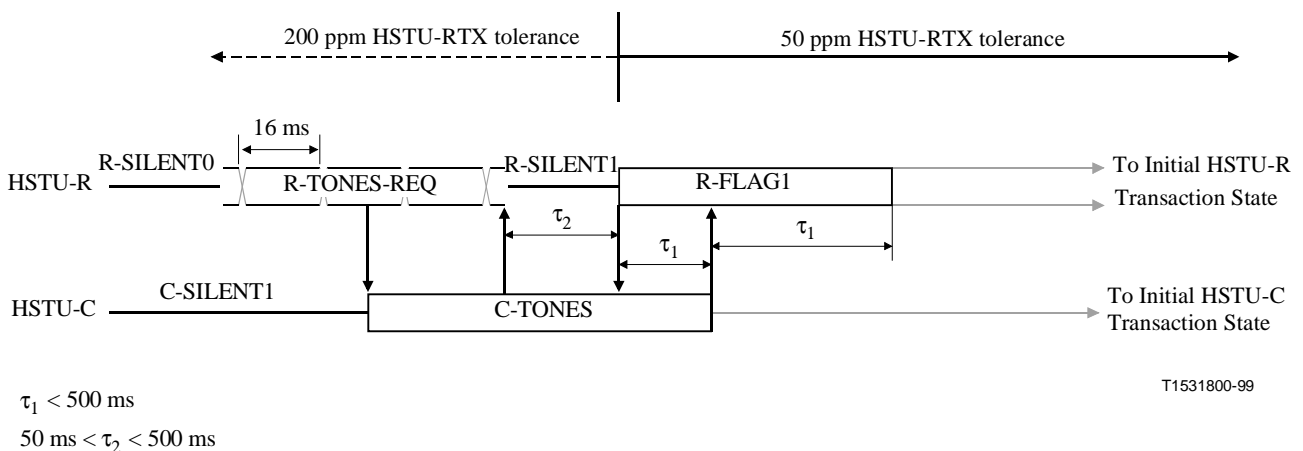 200 ppm HSTU-RTX tolerance
50 ppm HSTU-RTX tolerance
16 ms
R-SILENT0
R-SILENT1
To Initial HSTU-R
Transaction State
HSTU-R
R-TONES-REQ
R-FLAG1
τ2
τ1
τ1
C-SILENT1
HSTU-C
C-TONES
To Initial HSTU-C
Transaction State
T1531800-99
τ1 < 500 ms
50 ms < τ2 < 500 ms